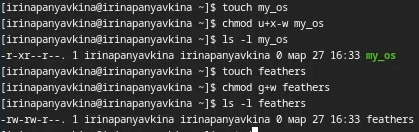 [irinapanyavkina@irinapanyavkina ~]$ touch my_os
[irinapanyavkina@irinapanyavkina ~]$ chmod u+x-w my_os
[irinapanyavkina@irinapanyavkina ~]$ ls -l my_os
-r-xr--r--. 1 irinapanyavkina irinapanyavkina 0 мар 27 16:33 my_os
[irinapanyavkina@irinapanyavkina ~]$ touch feathers
[irinapanyavkina@irinapanyavkina ~]$ chmod g+w feathers
[irinapanyavkina@irinapanyavkina ~]$ ls -l feathers
-rw-rw-r--. 1 irinapanyavkina irinapanyavkina 0 мар 27 16:33 feathers